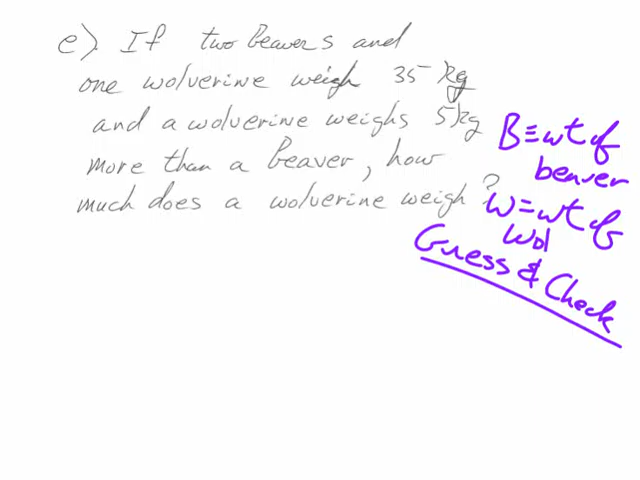 e). If two beavers and
one wolverine weigh 35 kg
and a wolverine weighs 5 kg
more than a beaver, how
much does a wolverine weigh?
B ≡ wt of
beaver
W = wt of
Wol
Guess & Check